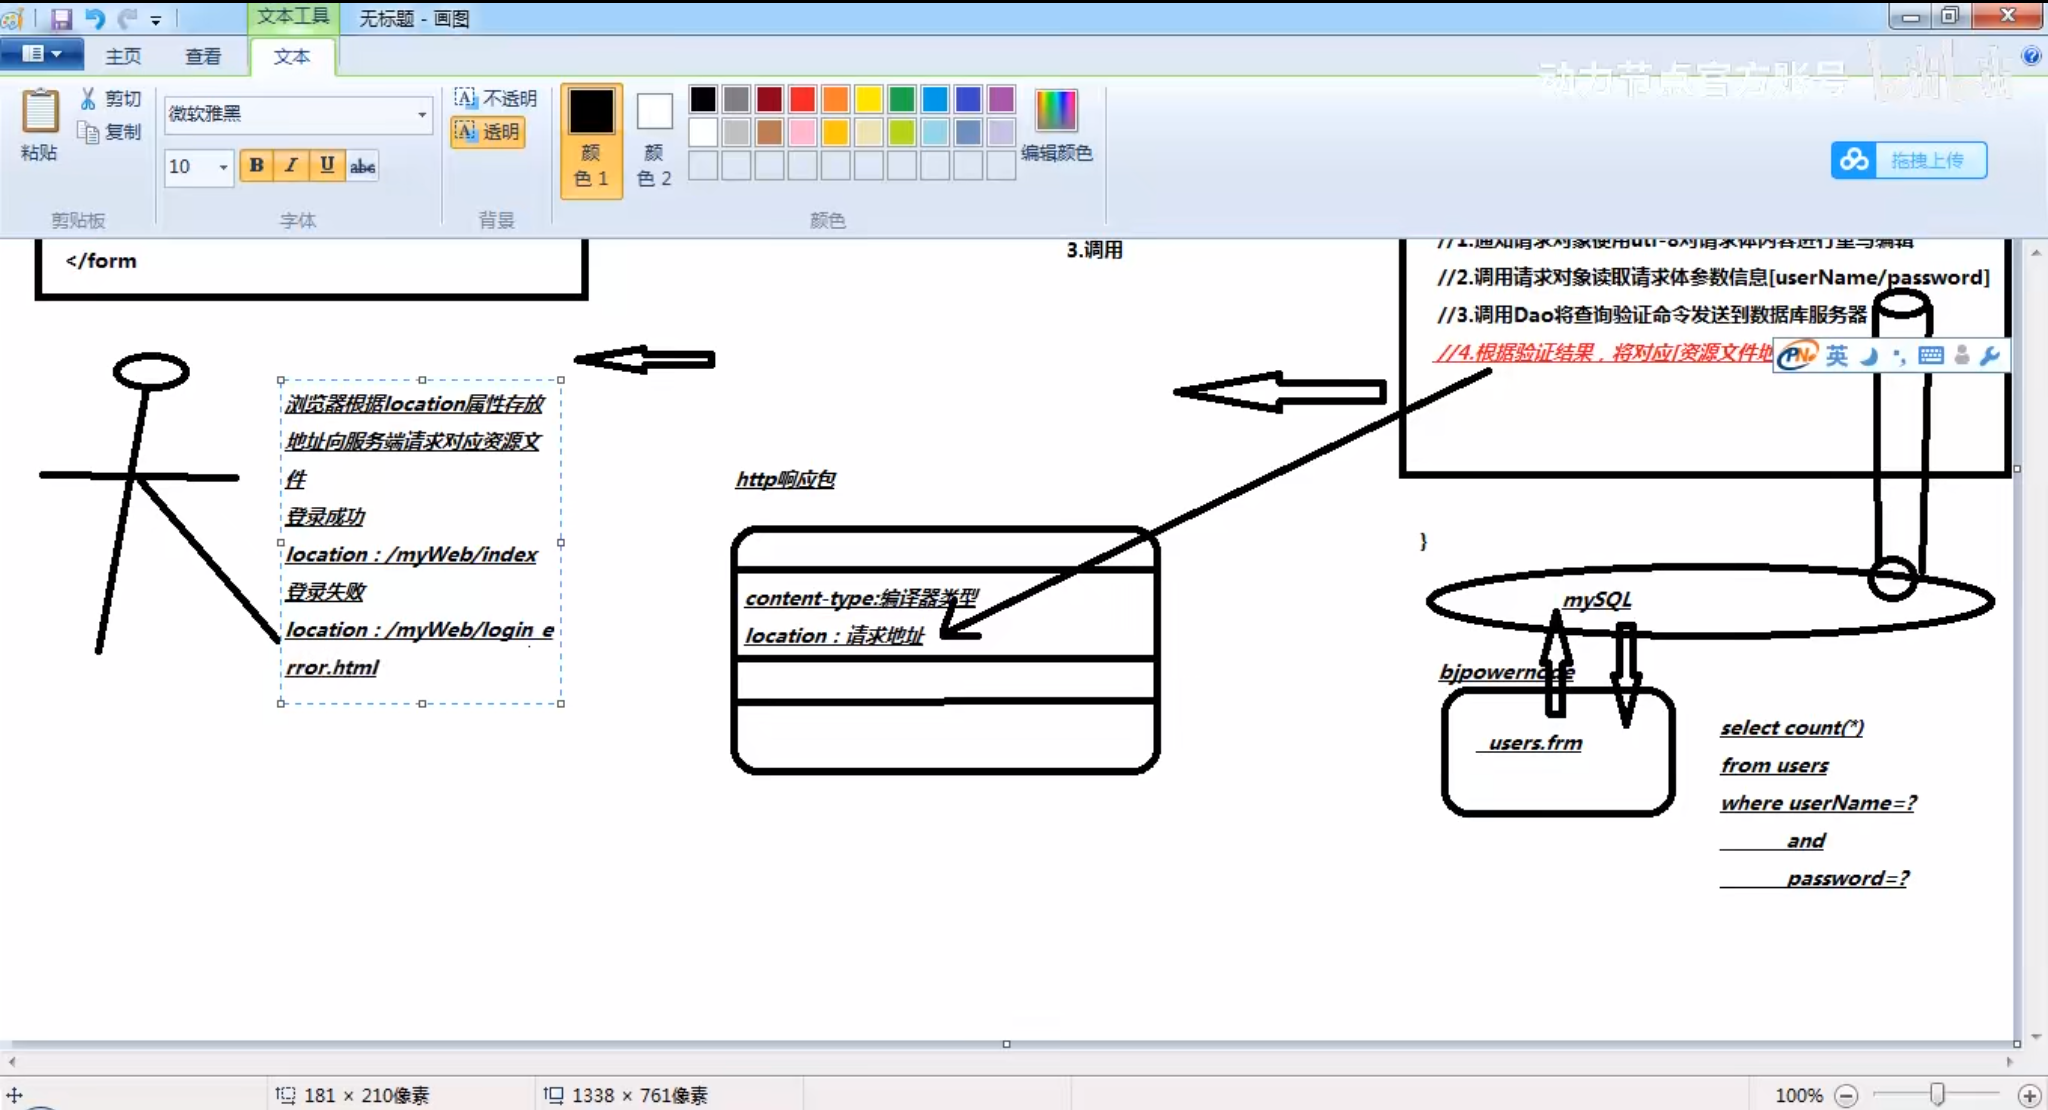 文本工具
无标题 - 画图
主页
查看
文本
动力节点官方账号
粘贴
剪切
复制
微软雅黑
10
B
I
U
abc
不透明
透明
颜
色 1
颜
色 2
编辑颜色
拖拽上传
剪贴板
字体
背景
颜色
</form
3.调用
//1.通知请求对象使用utf-8对请求体内容进行重写编辑
//2.调用请求对象读取请求体参数信息[userName/password]
//3.调用Dao将查询验证命令发送到数据库服务器
//4.根据验证结果，将对应[资源文件地
英
浏览器根据location属性存放
地址向服务端请求对应资源文
件
登录成功
location：/myWeb/index
登录失败
location：/myWeb/login_e
rror.html
http响应包
content-type:编译器类型
location：请求地址
}
mySQL
bjpowernode
users.frm
select count(*)
from users
where userName=?
and
password=?
181 × 210像素
1338 × 761像素
100%